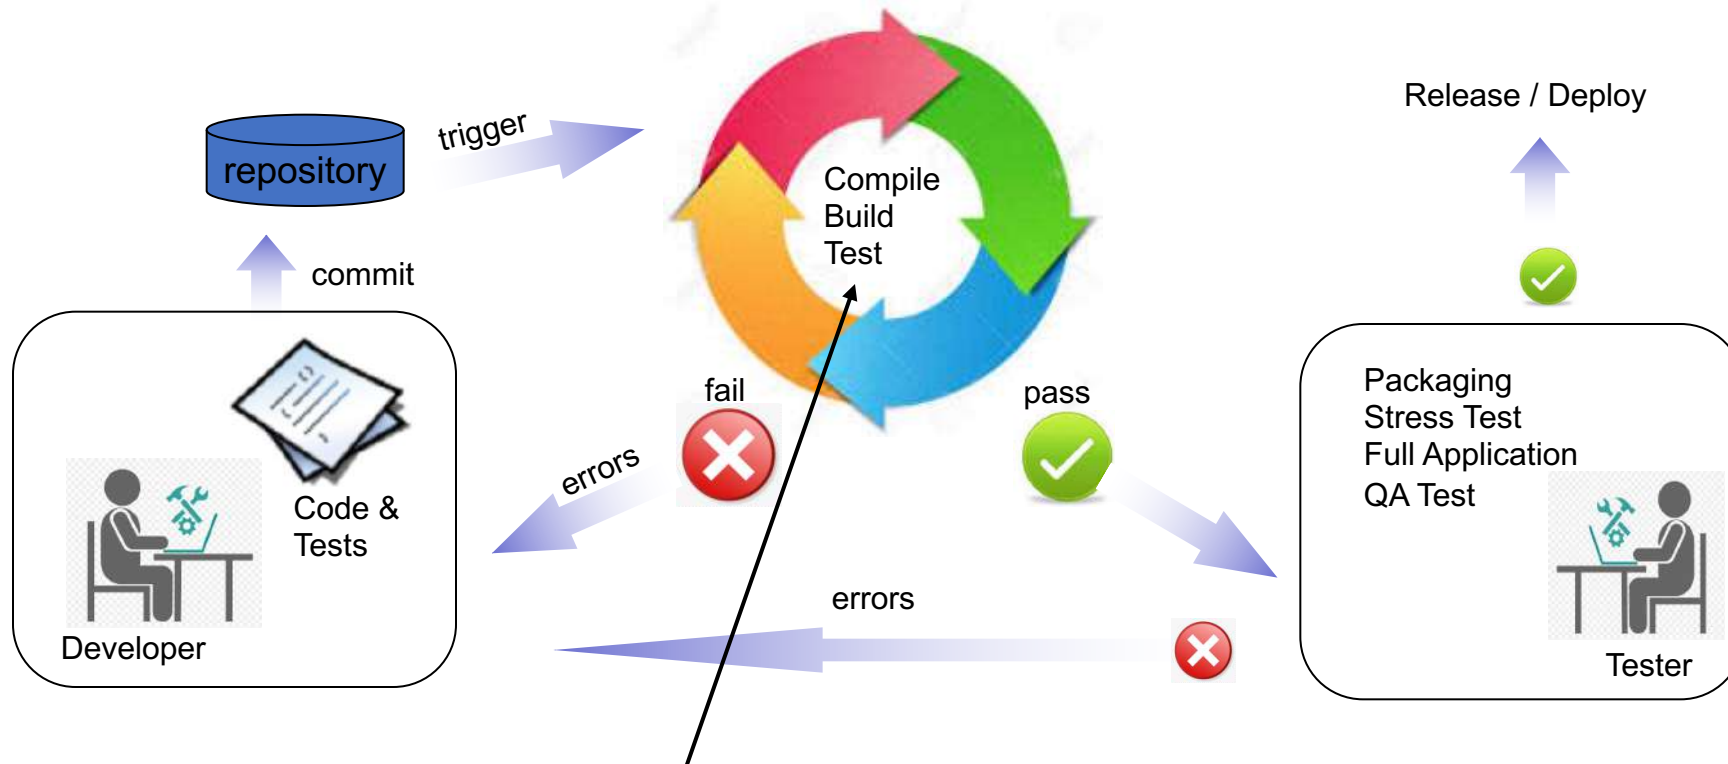 Release / Deploy
trigger
repository
Compile
Build
Test
commit
fail
pass
errors
Code &
Tests
Developer
errors
Packaging
Stress Test
Full Application
QA Test
Tester